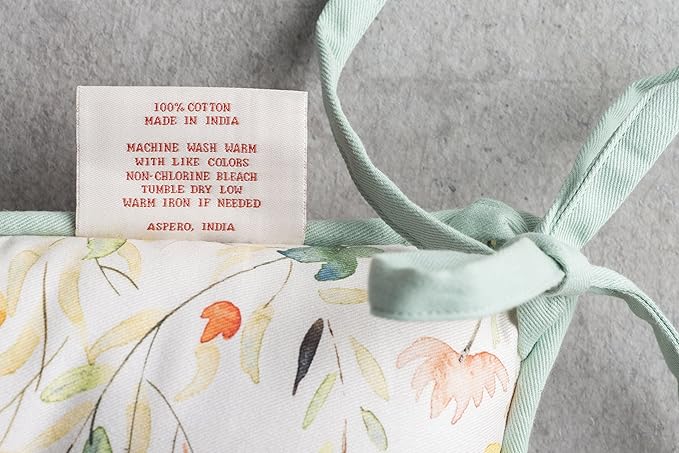 100% COTTON
MADE IN INDIA
MACHINE WASH WARM
WITH LIKE COLORS
NON-CHLORINE BLEACH
TUMBLE DRY LOW
WARM IRON IF NEEDED
ASPERO, INDIA